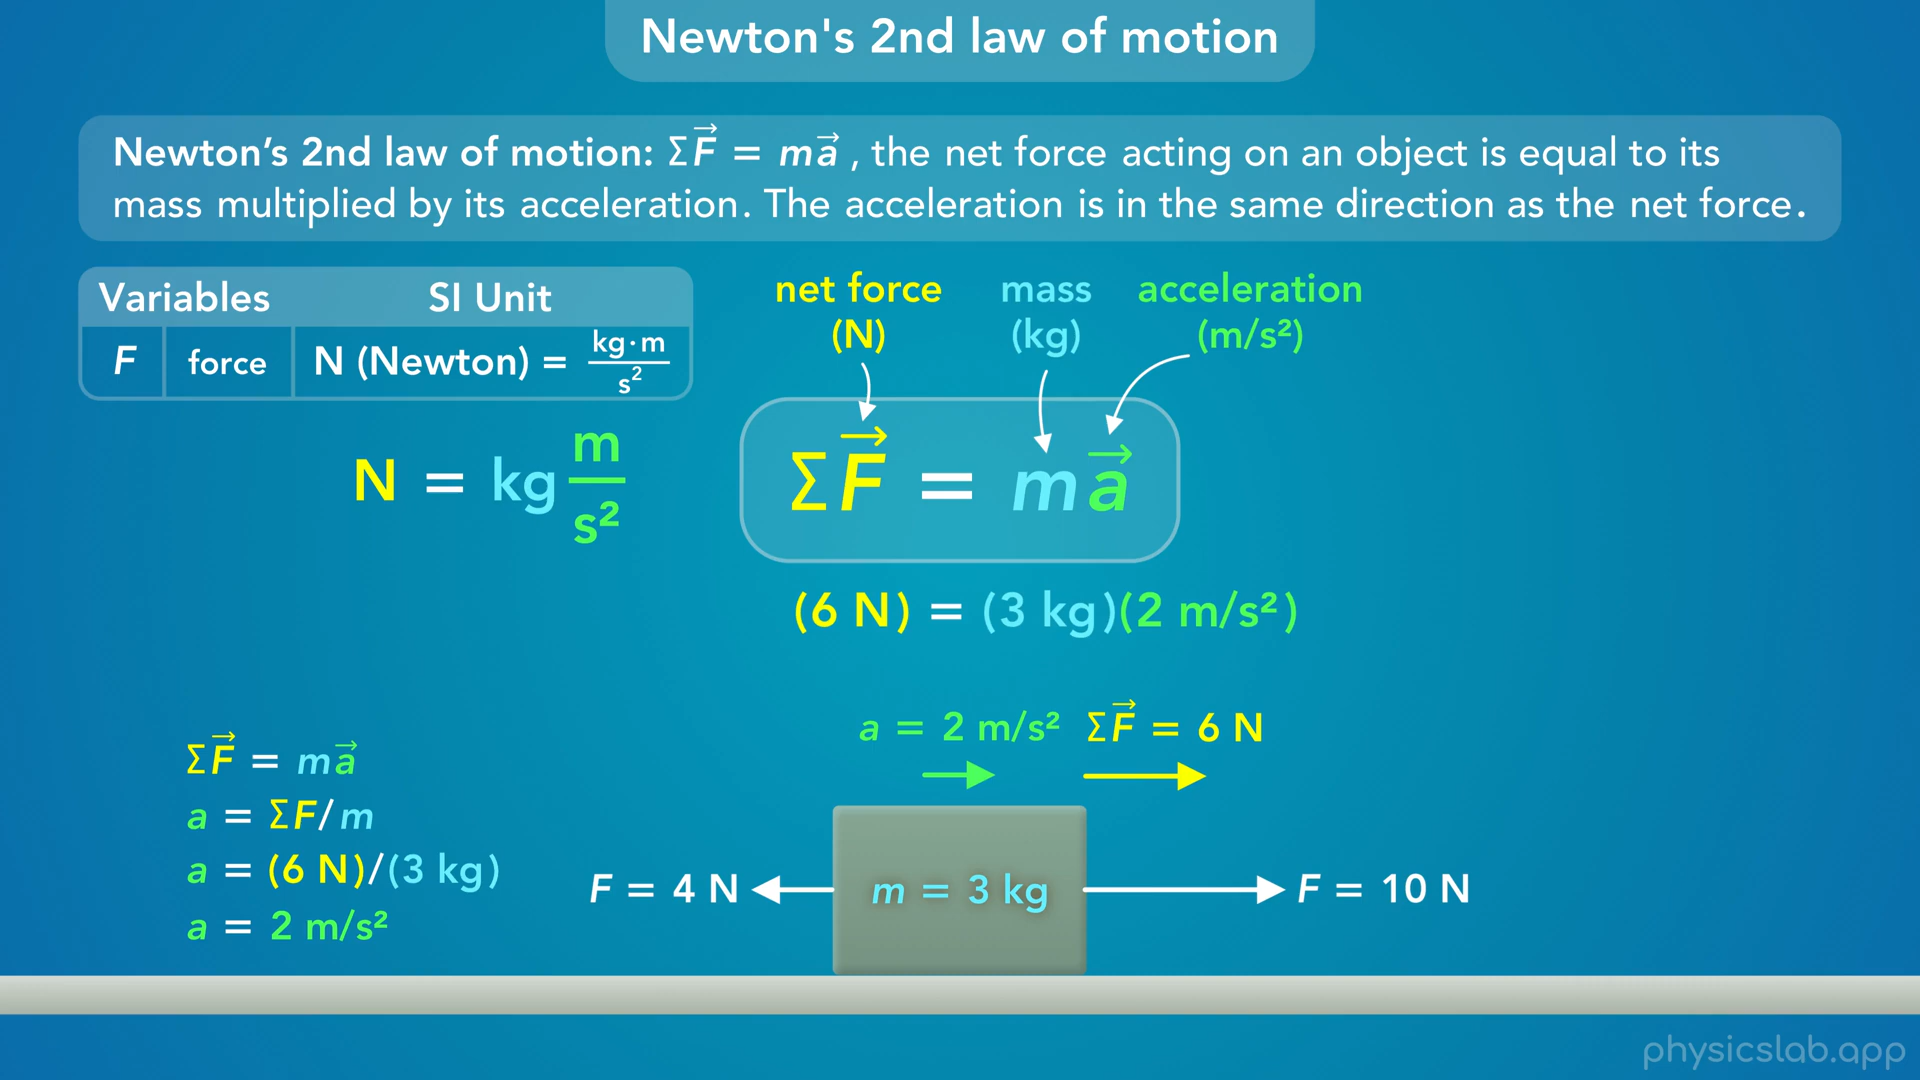 Newton's 2nd law of motion
Newton’s 2nd law of motion: ΣF⃗ = ma⃗ , the net force acting on an object is equal to its
mass multiplied by its acceleration. The acceleration is in the same direction as the net force.
Variables SI Unit
F force N (Newton) = kg·m/s²
net force mass acceleration
(N) (kg) (m/s²)
N = kg m/s²
ΣF⃗ = ma⃗
(6 N) = (3 kg)(2 m/s²)
a = 2 m/s² ΣF⃗ = 6 N
ΣF⃗ = ma⃗
a = ΣF/m
a = (6 N)/(3 kg)
a = 2 m/s²
F = 4 N m = 3 kg F = 10 N
physicslab.app